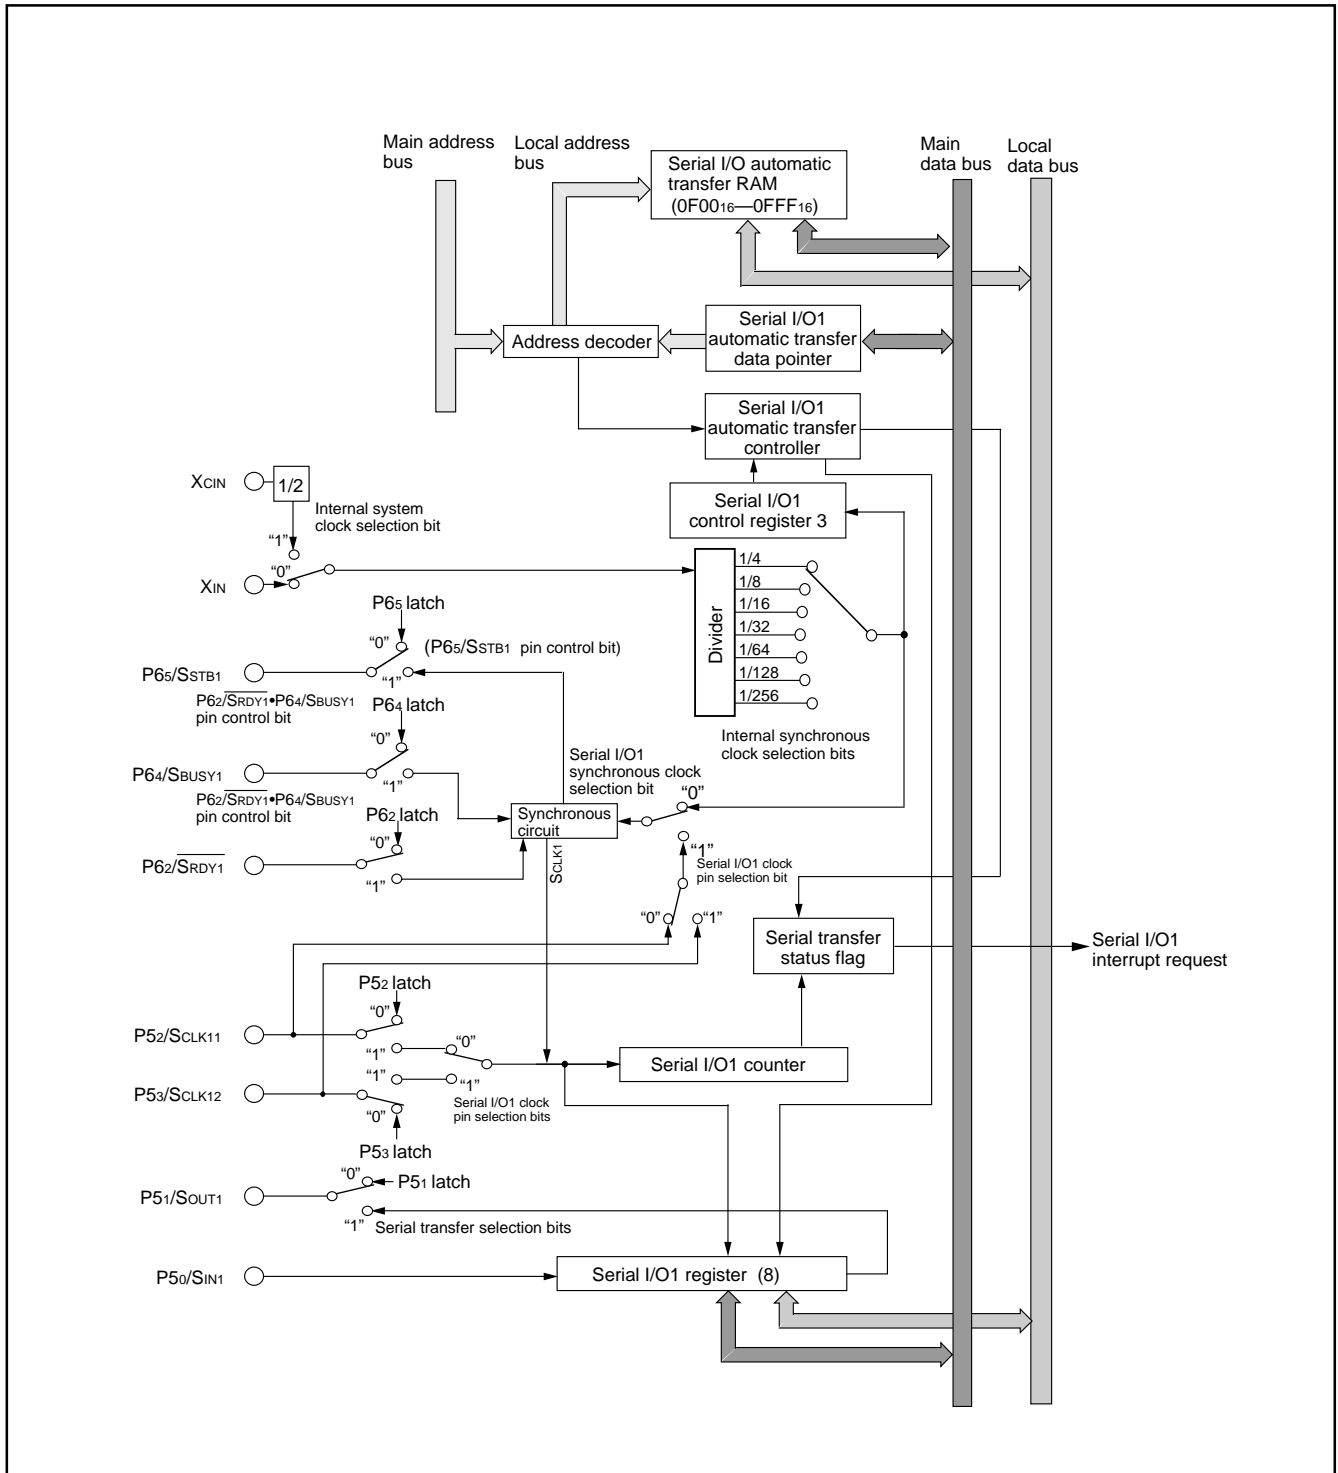 Main address
bus
Local address
bus
Serial I/O automatic
transfer RAM
(0F0016—0FFF16)
Main
data bus
Local
data bus
Address decoder
Serial I/O1
automatic transfer
data pointer
Serial I/O1
automatic transfer
controller
XCIN
1/2
Internal system
clock selection bit
"1"
"0"
XIN
Serial I/O1
control register 3
Divider
1/4
1/8
1/16
1/32
1/64
1/128
1/256
Internal synchronous
clock selection bits
P65 latch
"0"
(P65/SSTB1 pin control bit)
P65/SSTB1
"1"
P62/SRDY1•P64/SBUSY1
pin control bit
P64 latch
"0"
P64/SBUSY1
"1"
P62/SRDY1•P64/SBUSY1
pin control bit
Serial I/O1
synchronous clock
selection bit
"0"
Synchronous
circuit
"1"
P62 latch
"0"
P62/SRDY1
"1"
SCLK1
Serial I/O1 clock
pin selection bit
"0"
"1"
Serial transfer
status flag
Serial I/O1
interrupt request
P52 latch
"0"
P52/SCLK11
"1"
"0"
Serial I/O1 counter
P53/SCLK12
"1"
"1"
Serial I/O1 clock
pin selection bits
"0"
P53 latch
"0"
P51 latch
P51/SOUT1
"1"
Serial transfer selection bits
P50/SIN1
Serial I/O1 register (8)